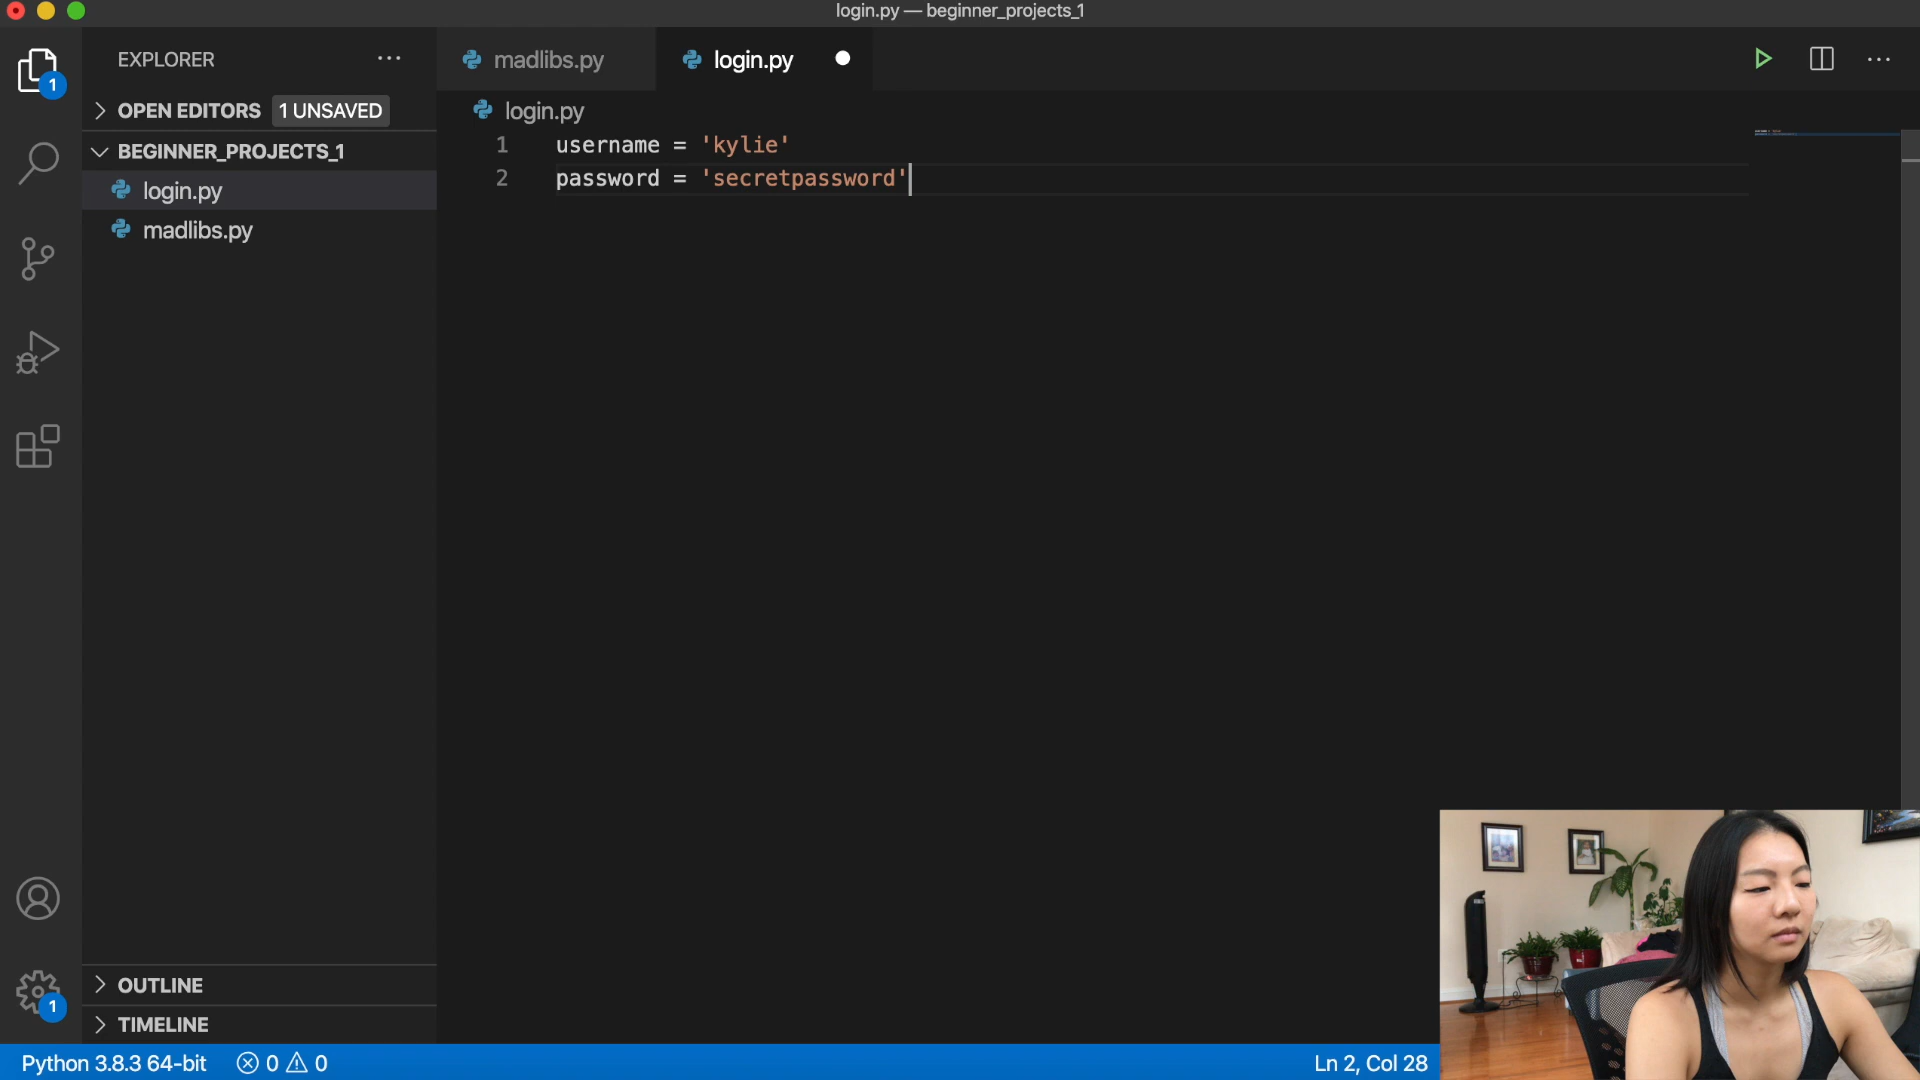 login.py — beginner_projects_1
EXPLORER
madlibs.py
login.py
OPEN EDITORS 1 UNSAVED
login.py
BEGINNER_PROJECTS_1
login.py
madlibs.py
1 username = 'kylie'
2 password = 'secretpassword'
1
1
OUTLINE
TIMELINE
Python 3.8.3 64-bit 0 0
Ln 2, Col 28